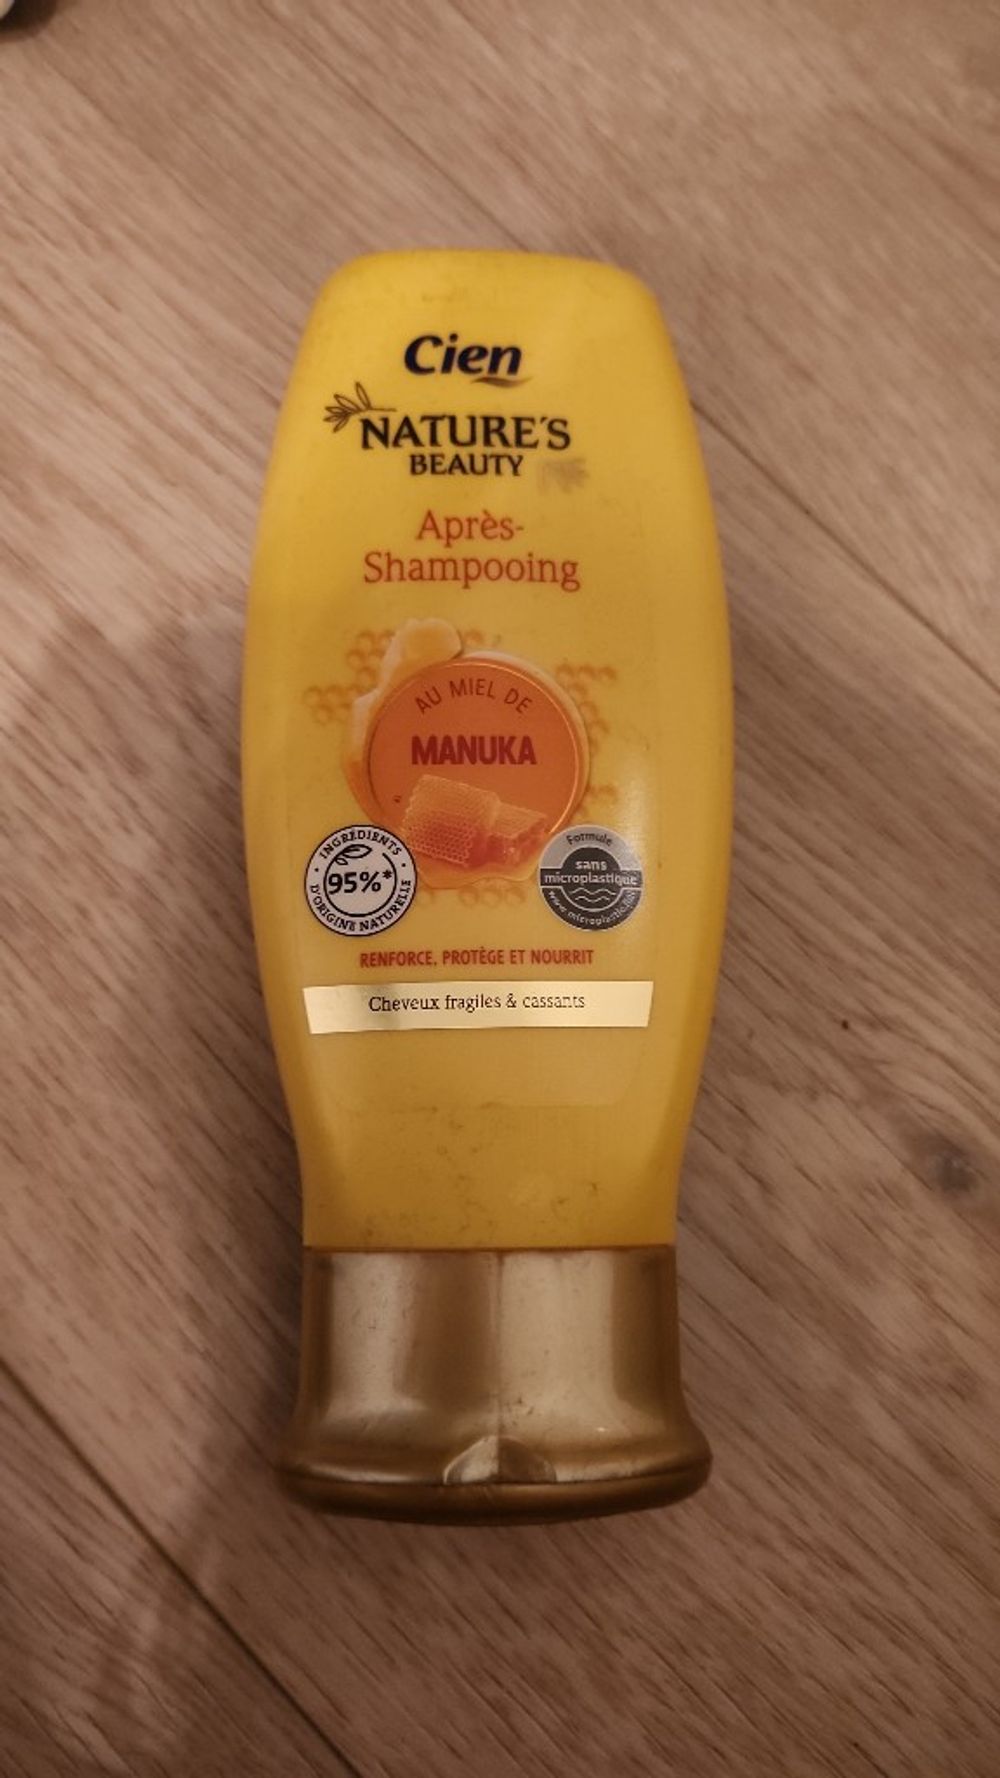 Cien
NATURE'S
BEAUTY
Après-
Shampooing
AU MIEL DE
MANUKA
INGRÉDIENTS
95%*
D'ORIGINE NATURELLE
Formule
sans
microplastique
RENFORCE, PROTÈGE ET NOURRIT
Cheveux fragiles & cassants